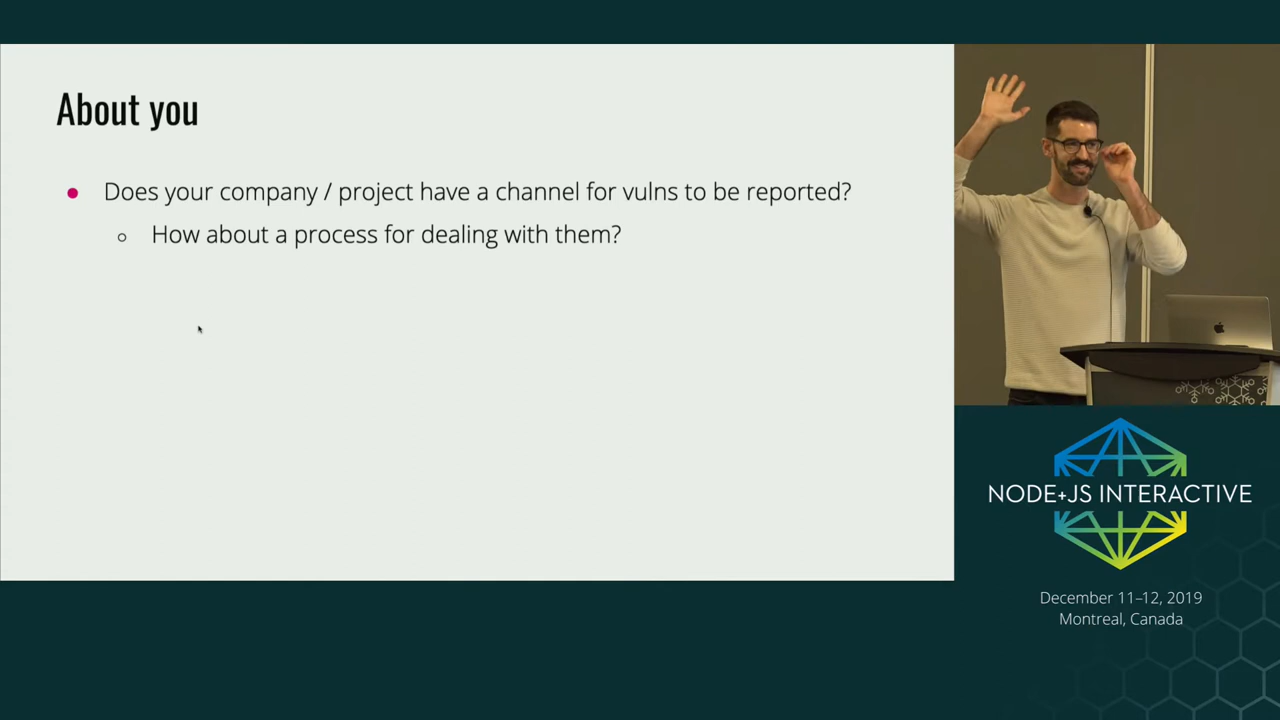 About you
Does your company / project have a channel for vulns to be reported?
How about a process for dealing with them?
NODE+JS INTERACTIVE
December 11–12, 2019
Montreal, Canada